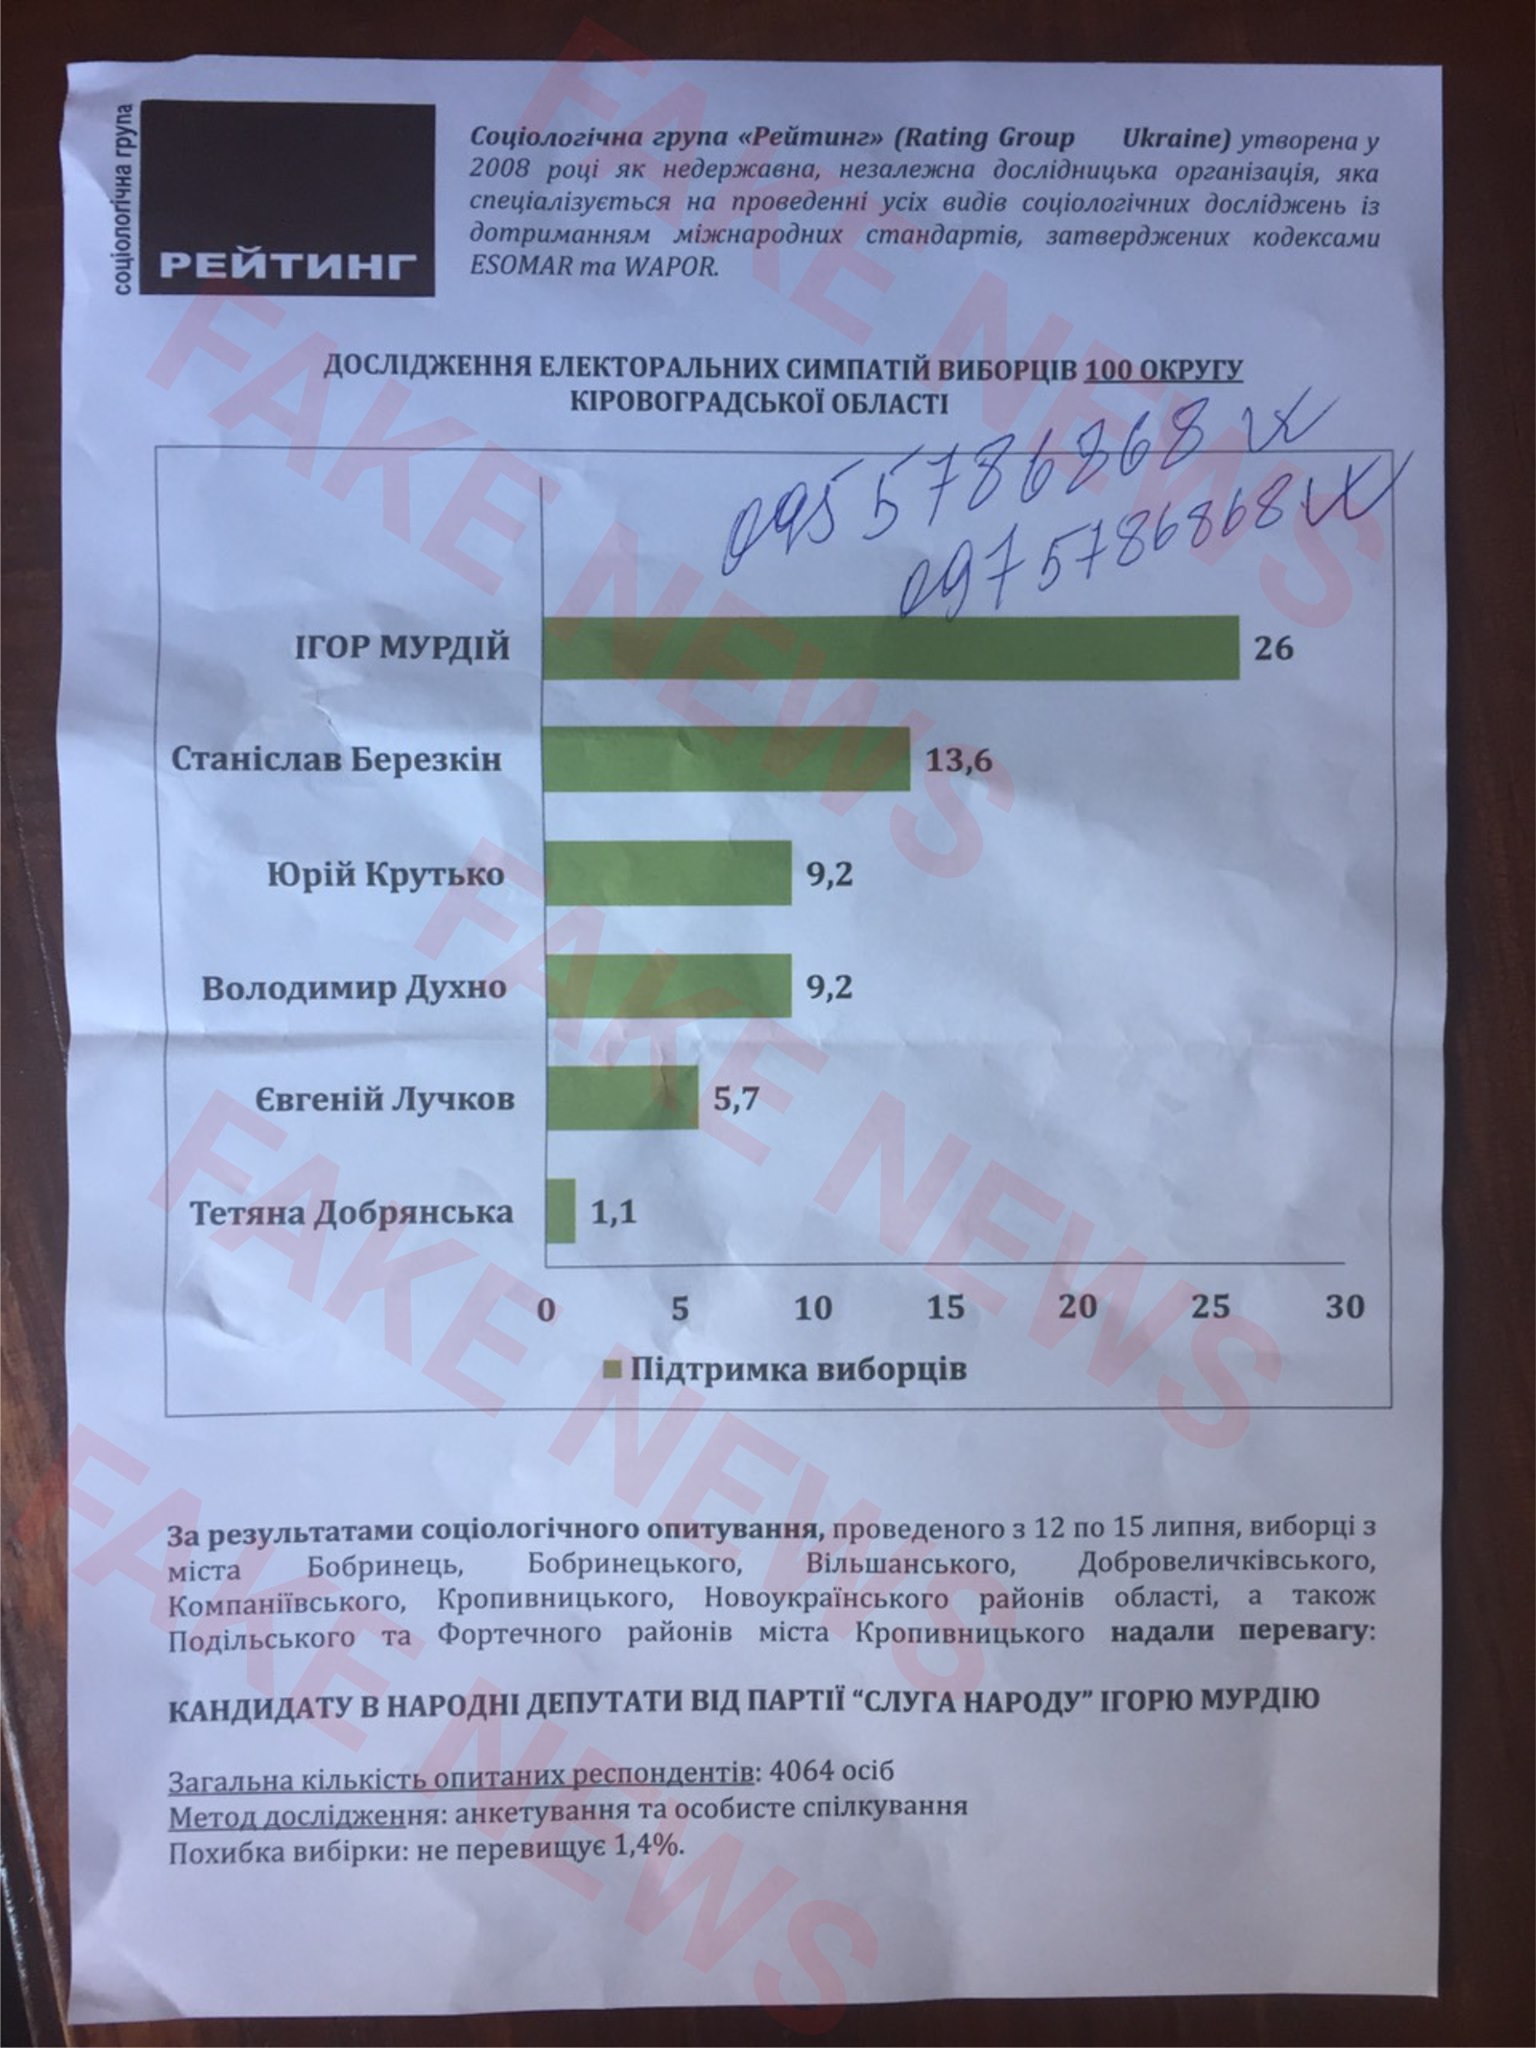 соціологічна група
РЕЙТИНГ
Соціологічна група «Рейтинг» (Rating Group Ukraine) утворена у
2008 році як недержавна, незалежна дослідницька організація, яка
спеціалізується на проведенні усіх видів соціологічних досліджень із
дотриманням міжнародних стандартів, затверджених кодексами
ESOMAR та WAPOR.
ДОСЛІДЖЕННЯ ЕЛЕКТОРАЛЬНИХ СИМПАТІЙ ВИБОРЦІВ 100 ОКРУГУ
КІРОВОГРАДСЬКОЇ ОБЛАСТІ
095 5786868
097 5786868
ІГОР МУРДІЙ 26
Станіслав Березкін 13,6
Юрій Крутько 9,2
Володимир Духно 9,2
Євгеній Лучков 5,7
Тетяна Добрянська 1,1
0 5 10 15 20 25 30
Підтримка виборців
За результатами соціологічного опитування, проведеного з 12 по 15 липня, виборці з
міста Бобринець, Бобринецького, Вільшанського, Добровеличківського,
Компаніївського, Кропивницького, Новоукраїнського районів області, а також
Подільського та Фортечного районів міста Кропивницького надали перевагу:
КАНДИДАТУ В НАРОДНІ ДЕПУТАТИ ВІД ПАРТІЇ “СЛУГА НАРОДУ” ІГОРЮ МУРДІЮ
Загальна кількість опитаних респондентів: 4064 осіб
Метод дослідження: анкетування та особисте спілкування
Похибка вибірки: не перевищує 1,4%.
FAKE NEWS
FAKE NEWS
FAKE NEWS
FAKE NEWS
FAKE NEWS